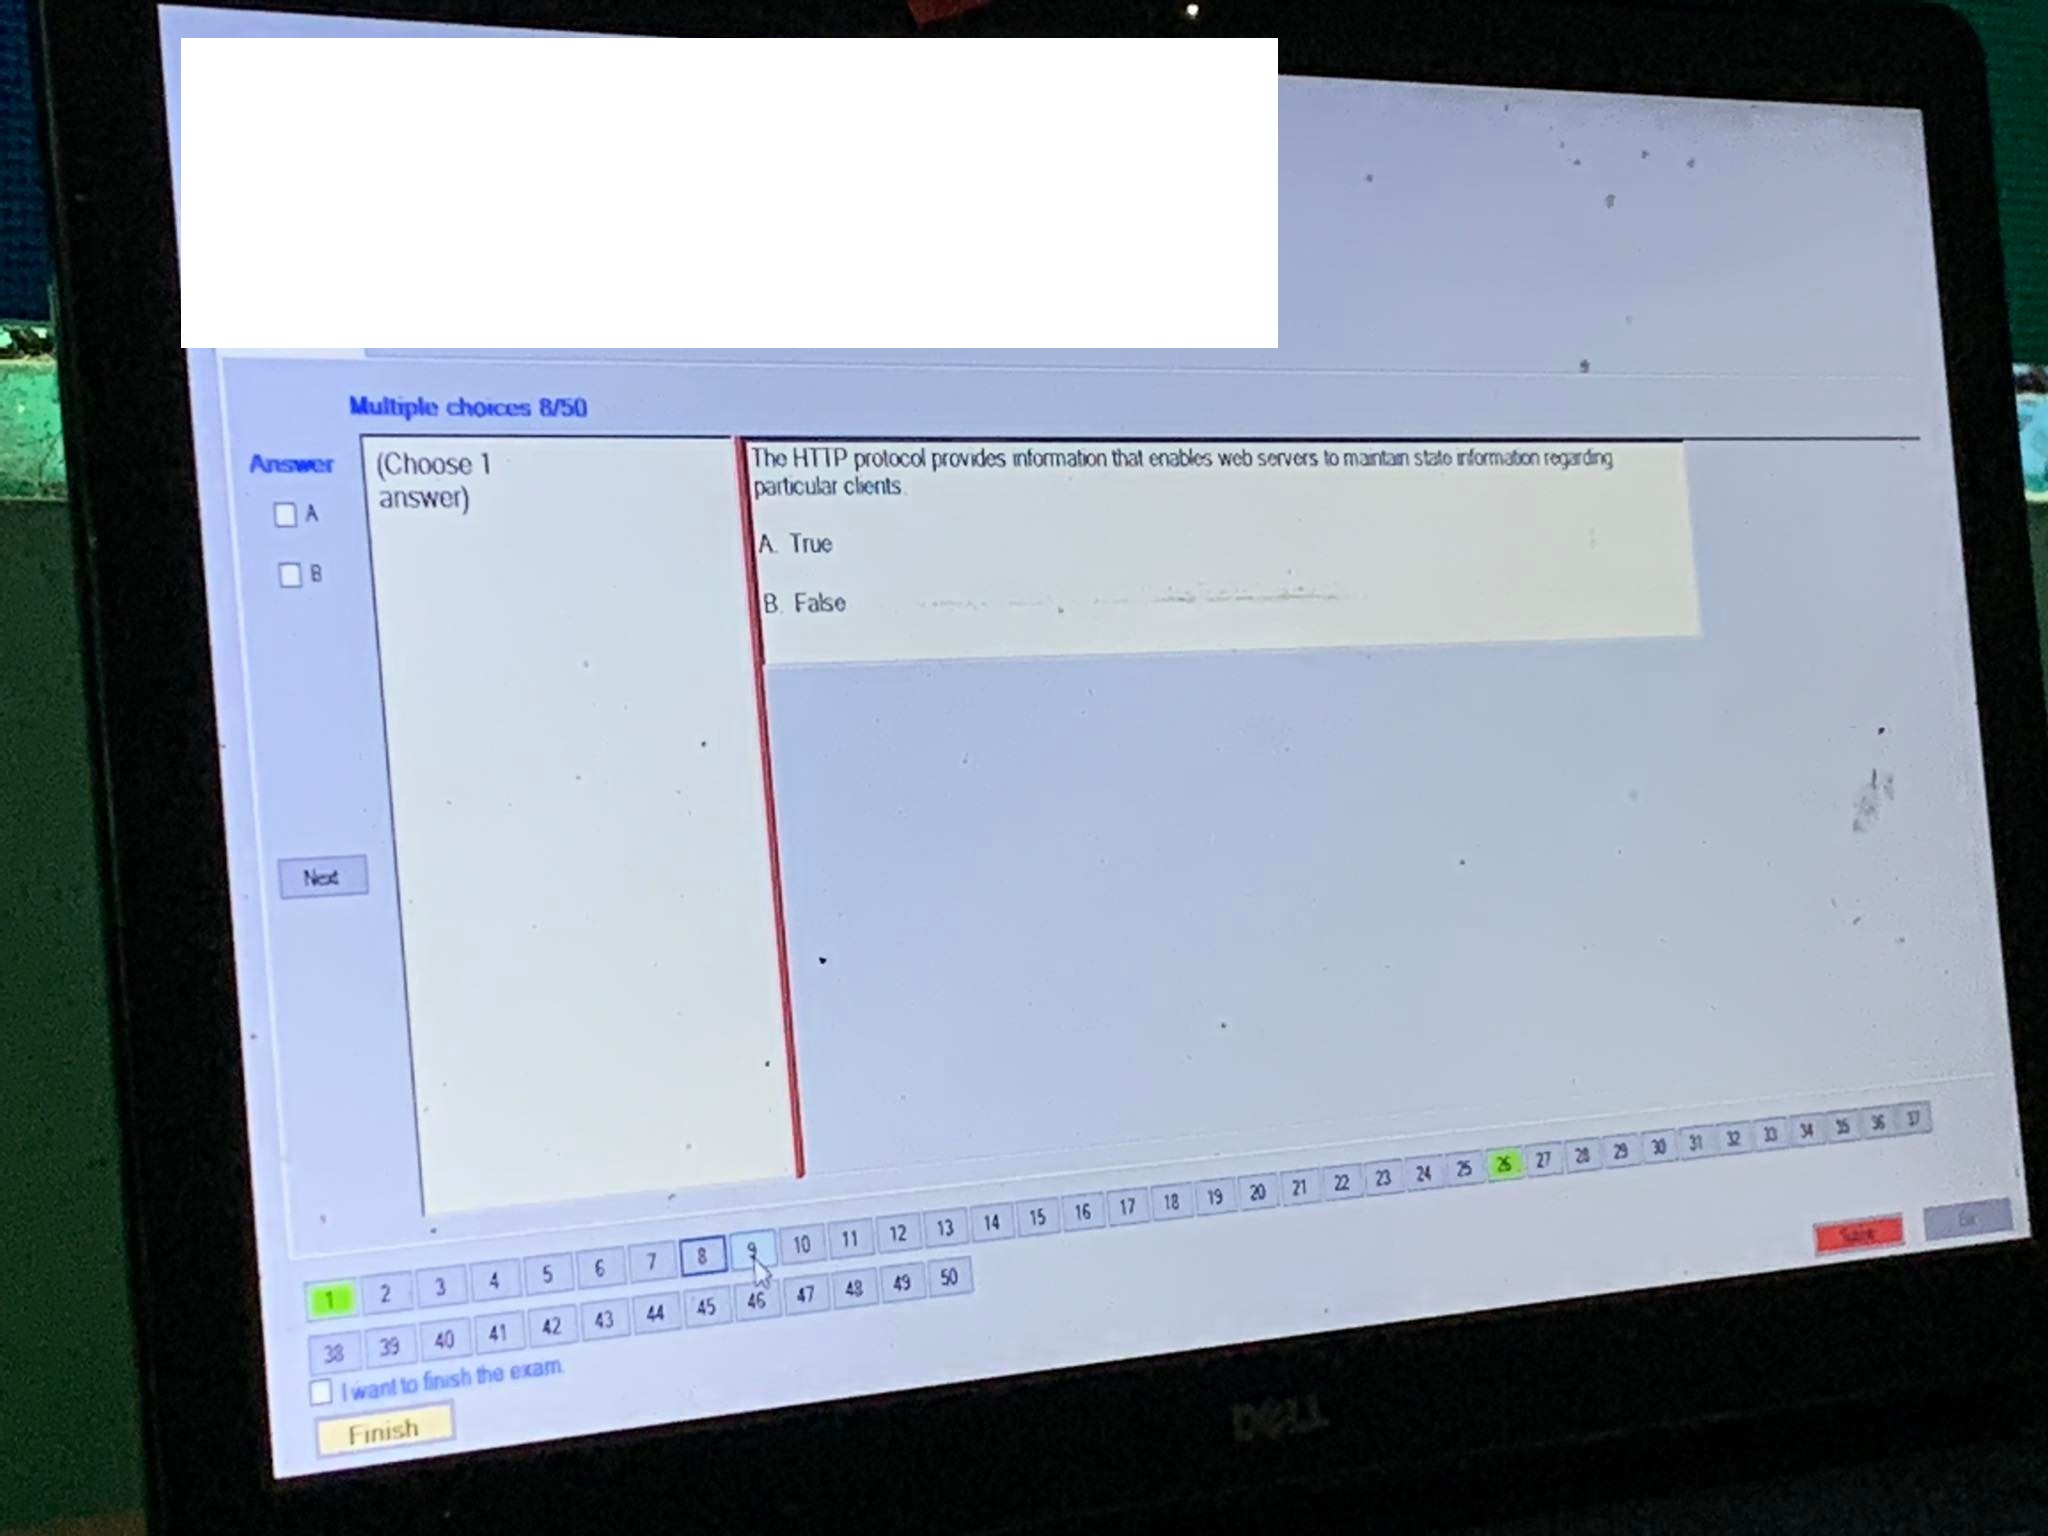 Multiple choices 8/50
Answer
A
B
(Choose 1
answer)
The HTTP protocol provides information that enables web servers to maintain state information regarding
particular clients.
A. True
B. False
Next
1 2 3 4 5 6 7 8 9 10 11 12 13 14 15 16 17 18 19 20 21 22 23 24 25 26 27 28 29 30 31 32 33 34 35 36 37
38 39 40 41 42 43 44 45 46 47 48 49 50
I want to finish the exam.
Finish
DELL